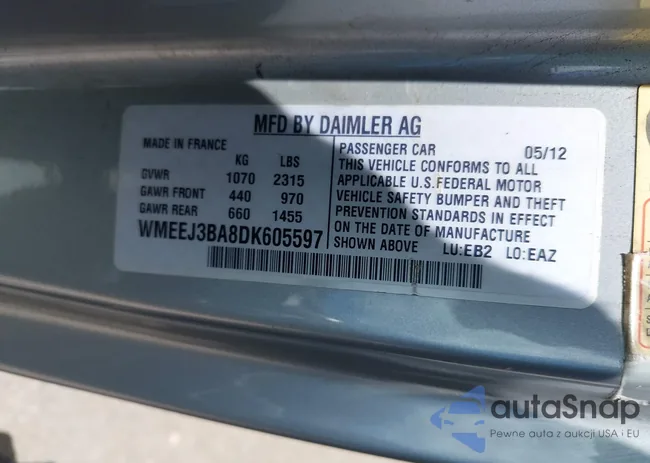 MFD BY DAIMLER AG
MADE IN FRANCE
KG LBS
GVWR 1070 2315
GAWR FRONT 440 970
GAWR REAR 660 1455
WMEEJ3BA8DK605597
PASSENGER CAR 05/12
THIS VEHICLE CONFORMS TO ALL
APPLICABLE U.S.FEDERAL MOTOR
VEHICLE SAFETY BUMPER AND THEFT
PREVENTION STANDARDS IN EFFECT
ON THE DATE OF MANUFACTURE
SHOWN ABOVE LU:EB2 LO:EAZ
autaSnap
Pewne auta z aukcji USA i EU